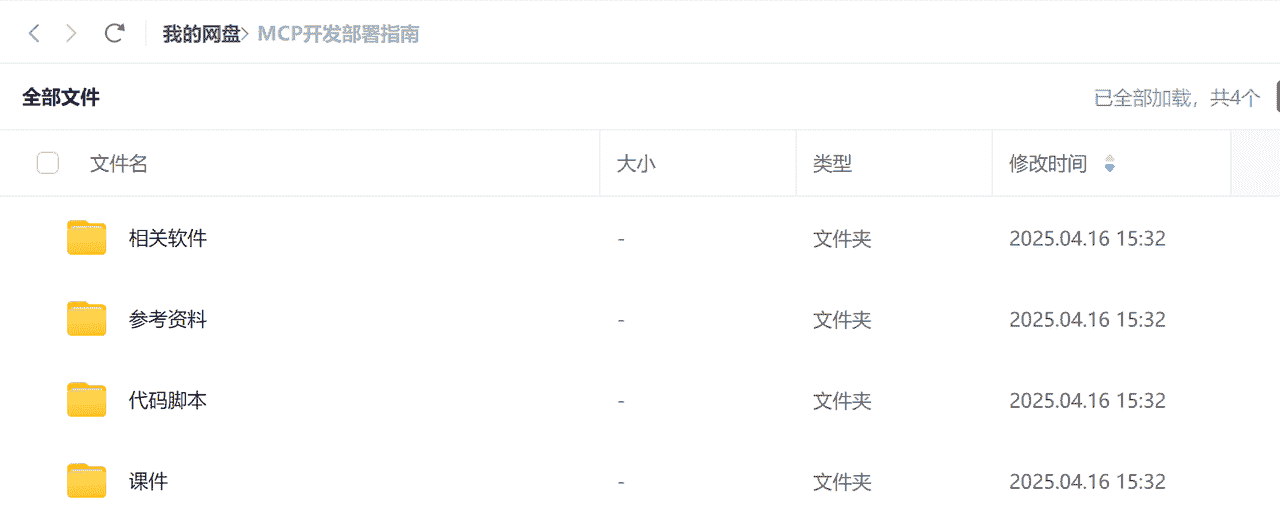 我的网盘> MCP开发部署指南
全部文件 已全部加载，共4个
文件名 大小 类型 修改时间
相关软件 - 文件夹 2025.04.16 15:32
参考资料 - 文件夹 2025.04.16 15:32
代码脚本 - 文件夹 2025.04.16 15:32
课件 - 文件夹 2025.04.16 15:32